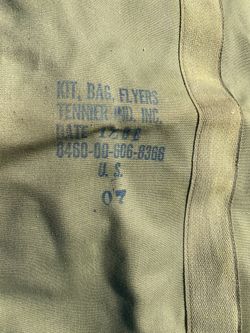 KIT, BAG, FLYERS
TENNIER IND. INC.
DATE
8460-00-606-8366
U. S.
07